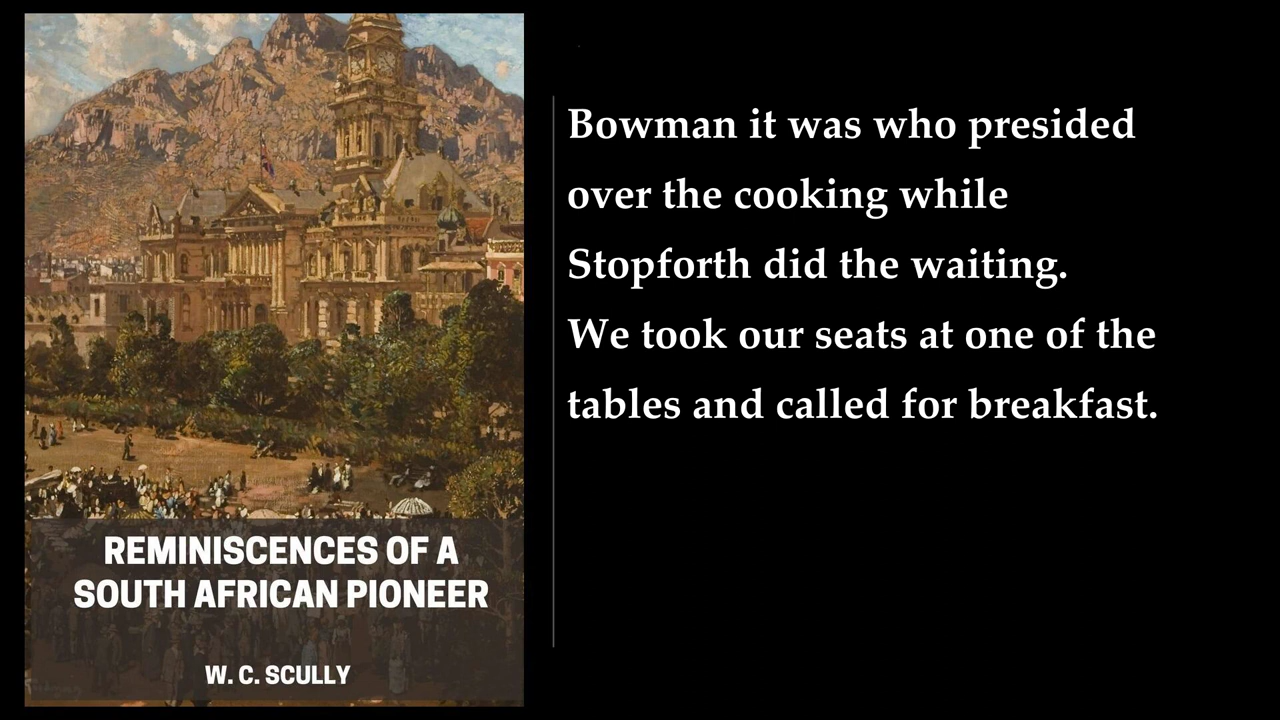 Bowman it was who presided
over the cooking while
Stopforth did the waiting.
We took our seats at one of the
tables and called for breakfast.
REMINISCENCES OF A
SOUTH AFRICAN PIONEER
W. C. SCULLY